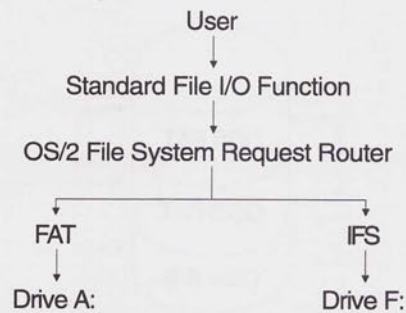 User
Standard File I/O Function
OS/2 File System Request Router
FAT IFS
Drive A: Drive F: